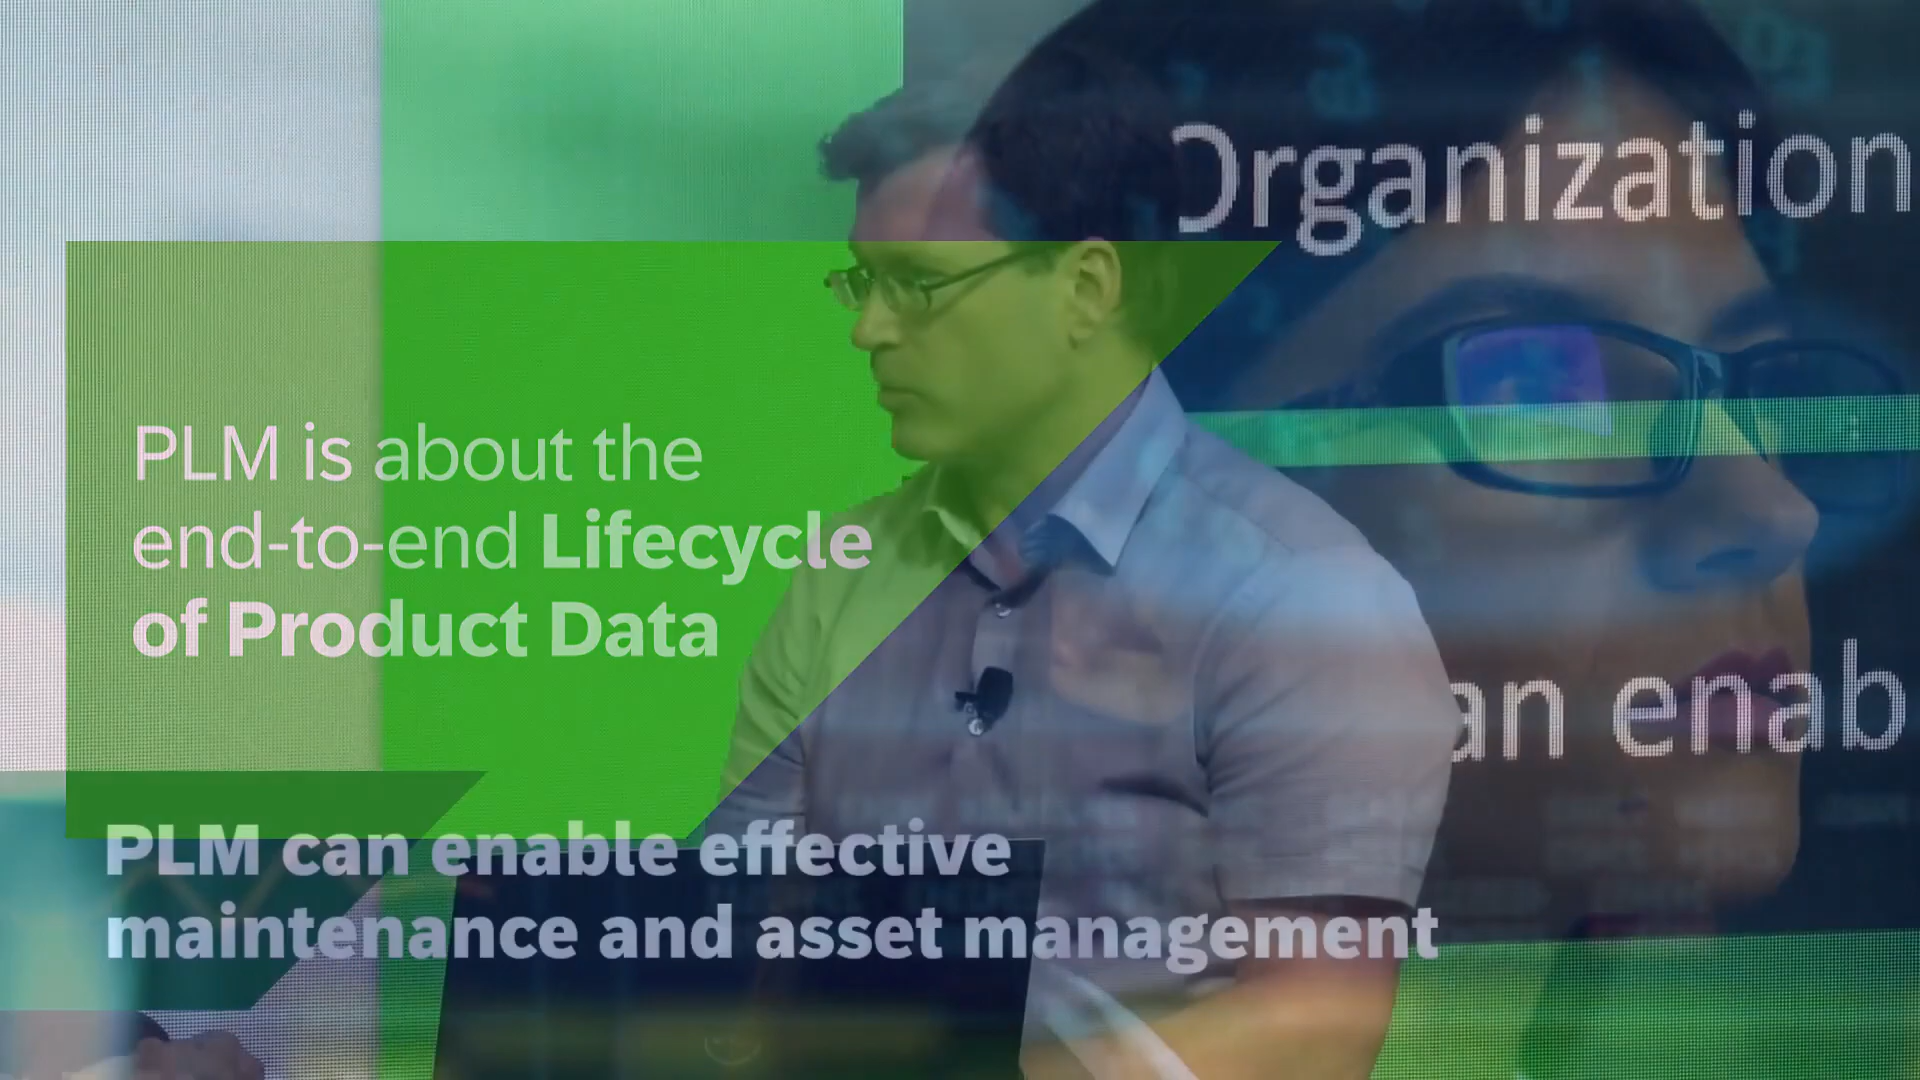 Organization
PLM is about the
end-to-end Lifecycle
of Product Data
an enab
PLM can enable effective
maintenance and asset management